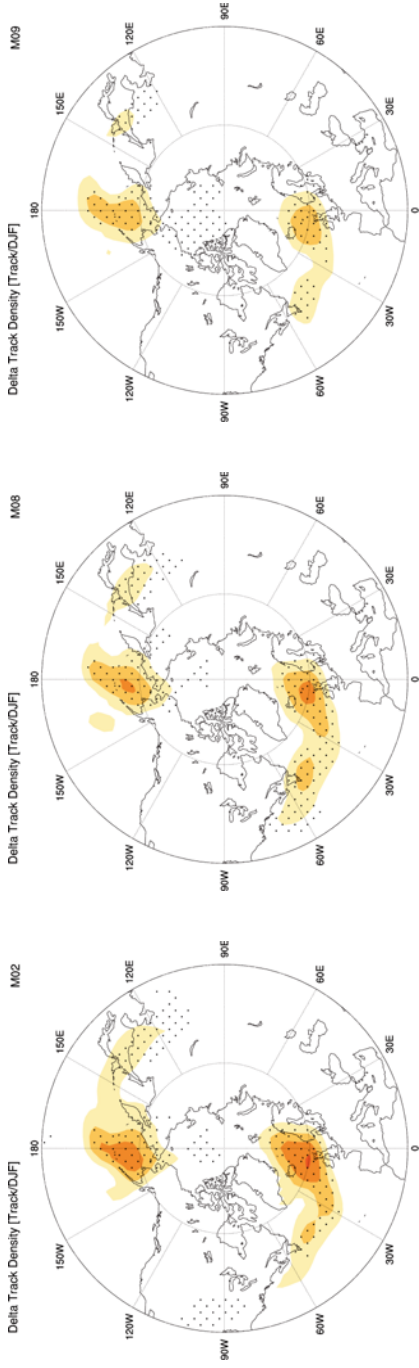 Delta Track Density [Track/DJF] M02
180
150W 150E
120W 120E
90W 90E
60W 60E
30W 30E
0
Delta Track Density [Track/DJF] M08
180
150W 150E
120W 120E
90W 90E
60W 60E
30W 30E
0
Delta Track Density [Track/DJF] M09
180
150W 150E
120W 120E
90W 90E
60W 60E
30W 30E
0